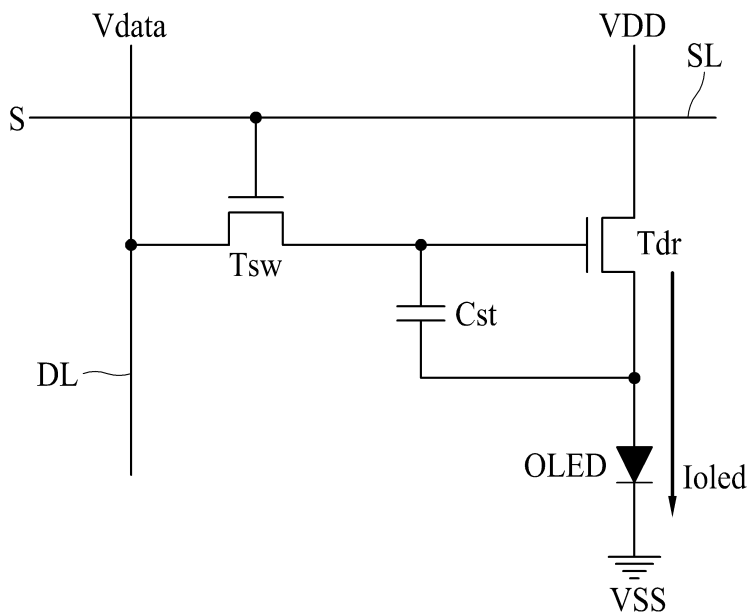 Vdata
VDD
SL
S
Tsw
Tdr
Cst
DL
OLED
Ioled
VSS